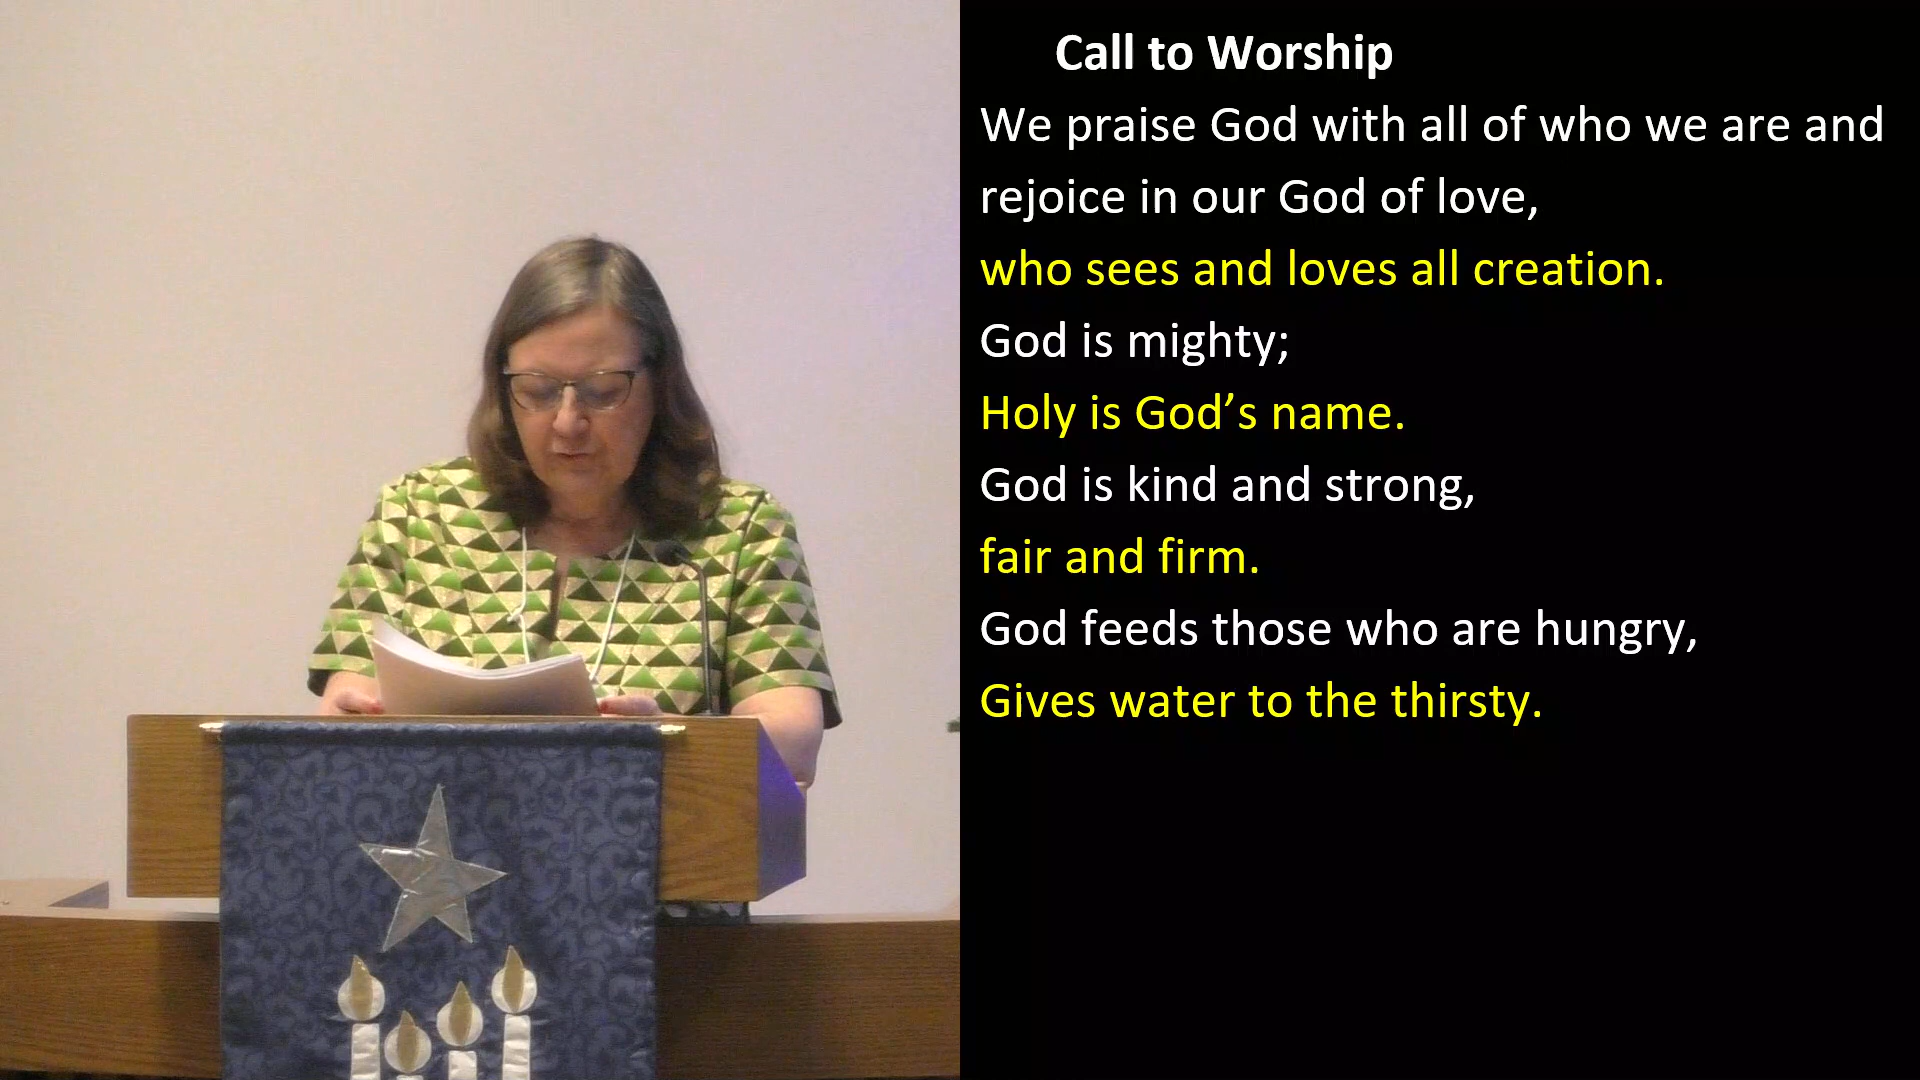 Call to Worship
We praise God with all of who we are and
rejoice in our God of love,
who sees and loves all creation.
God is mighty;
Holy is God’s name.
God is kind and strong,
fair and firm.
God feeds those who are hungry,
Gives water to the thirsty.